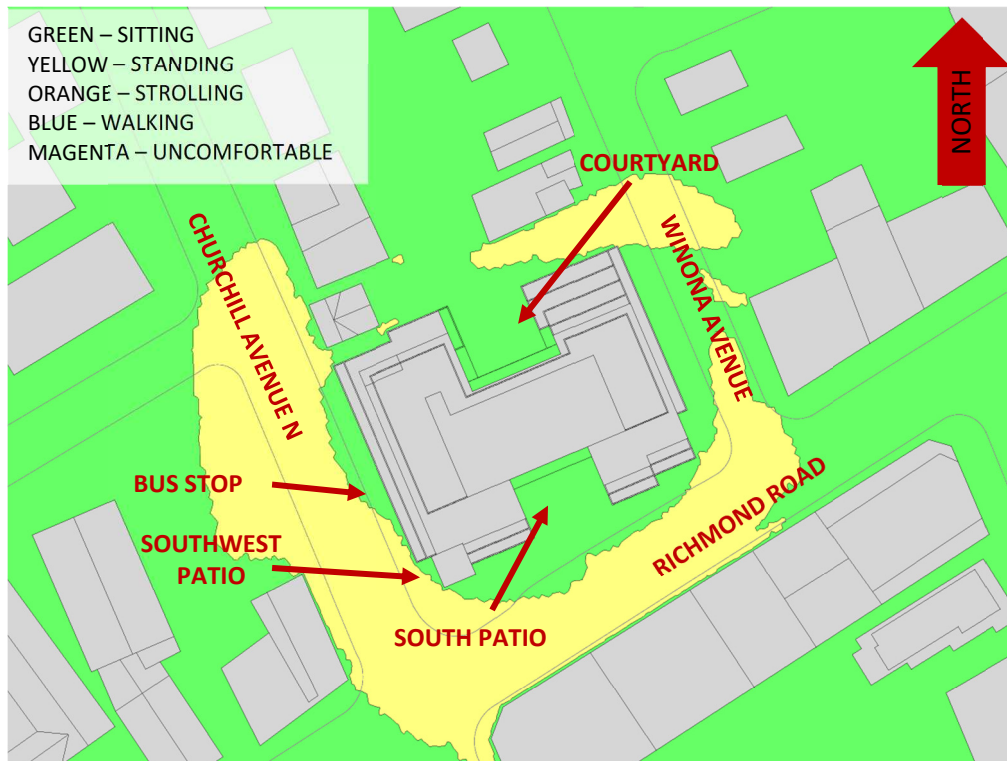 GREEN – SITTING
YELLOW – STANDING
ORANGE – STROLLING
BLUE – WALKING
MAGENTA – UNCOMFORTABLE
NORTH
COURTYARD
CHURCHILL AVENUE N
WINONA AVENUE
BUS STOP
SOUTHWEST
PATIO
RICHMOND ROAD
SOUTH PATIO